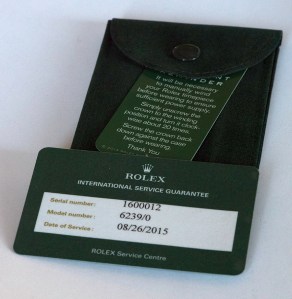 REMINDER
It will be necessary
to manually wind
your Rolex timepiece
before wearing to ensure
sufficient power supply.
Simply unscrew the
crown to the winding
position and turn it clock-
wise about 20 times.
Screw the crown back
down against the case
before wearing.
Thank You
ROLEX
INTERNATIONAL SERVICE GUARANTEE
Serial number: 1600012
Model number: 6239/0
Date of Service: 08/26/2015
ROLEX Service Centre